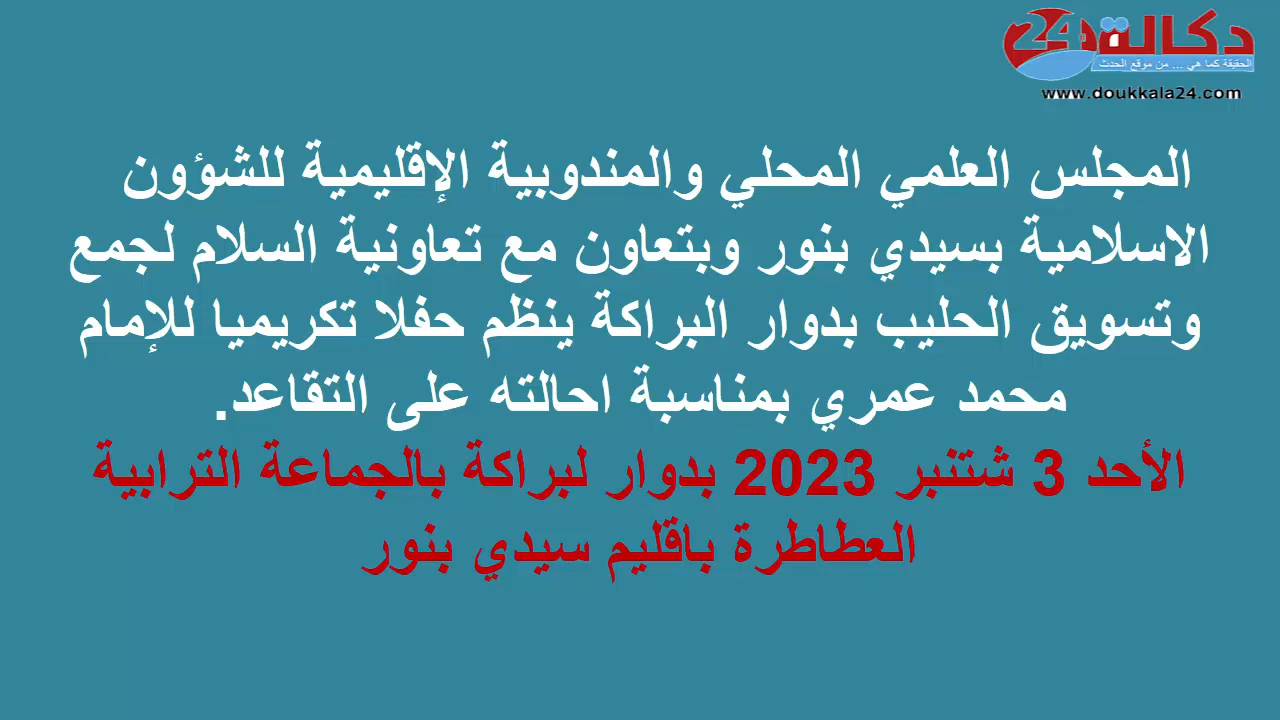 دكالة24
الحقيقة كما هي ... من موقع الحدث
www.doukkala24.com
المجلس العلمي المحلي والمندوبية الإقليمية للشؤون
الاسلامية بسيدي بنور وبتعاون مع تعاونية السلام لجمع
وتسويق الحليب بدوار البراكة ينظم حفلا تكريميا للإمام
محمد عمري بمناسبة احالته على التقاعد.
الأحد 3 شتنبر 2023 بدوار لبراكة بالجماعة الترابية
العطاطرة باقليم سيدي بنور